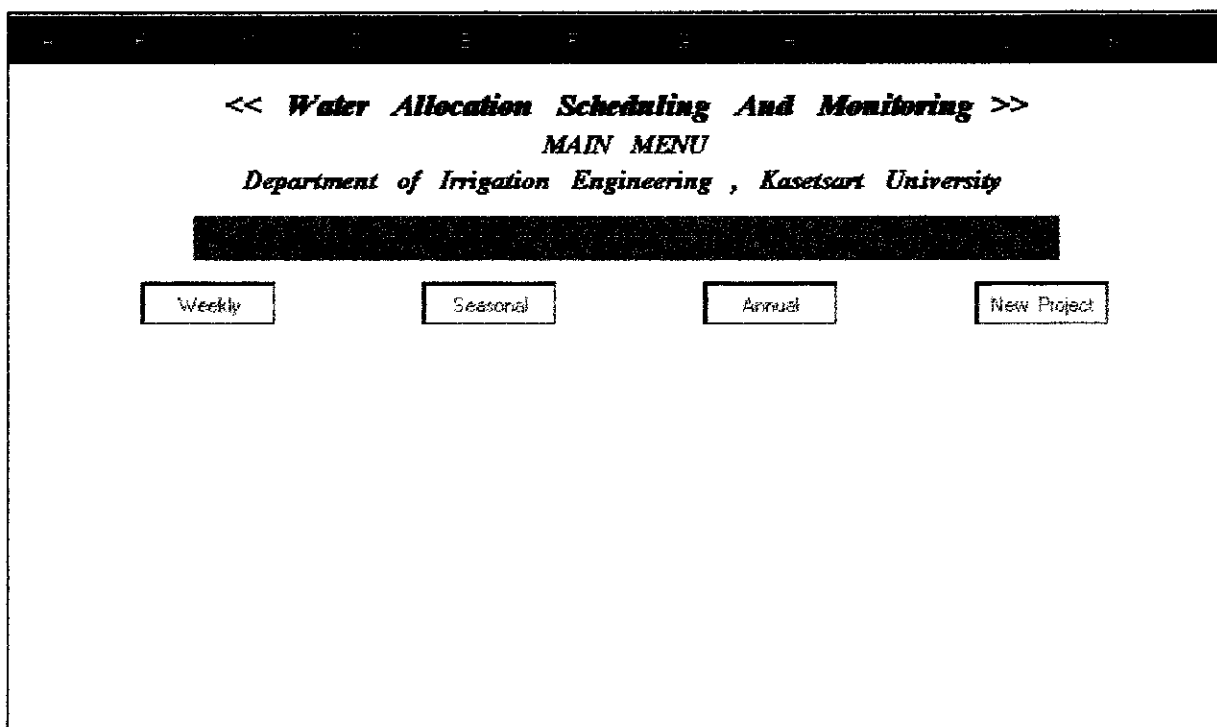 << Water Allocation Scheduling And Monitoring >>
MAIN MENU
Department of Irrigation Engineering , Kasetsart University
Weekly Seasonal Annual New Project